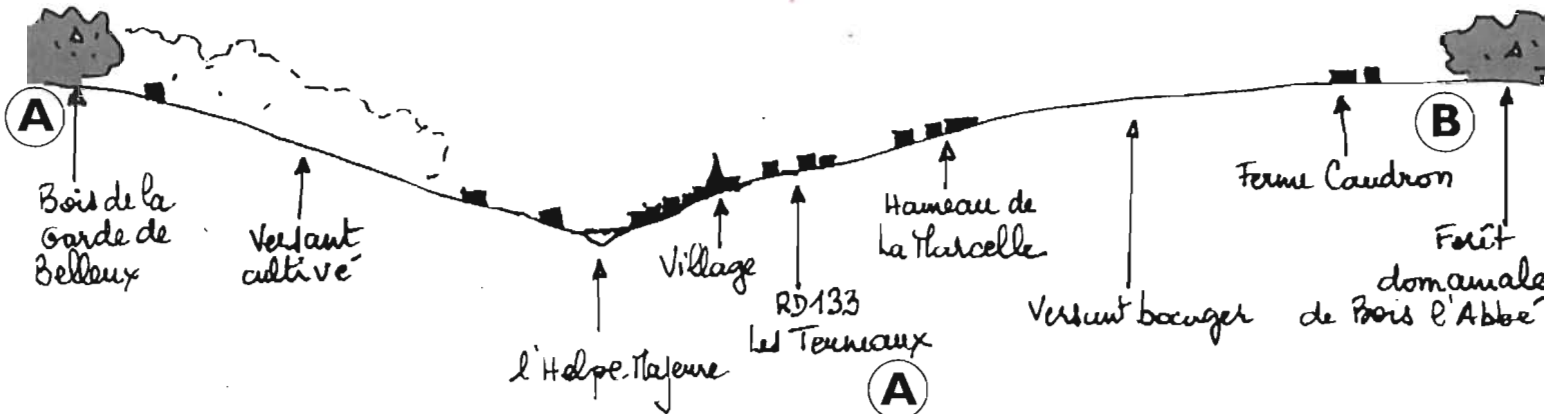 A
Bois de la
Garde de
Belleux
Versant
cultivé
l'Helpe-Majeure
Village
RD133
Les Terniaux
A
Hameau de
La Marcelle
Versant bocager
Ferme Caudron
B
Forêt
domaniale
de Bois l'Abbé